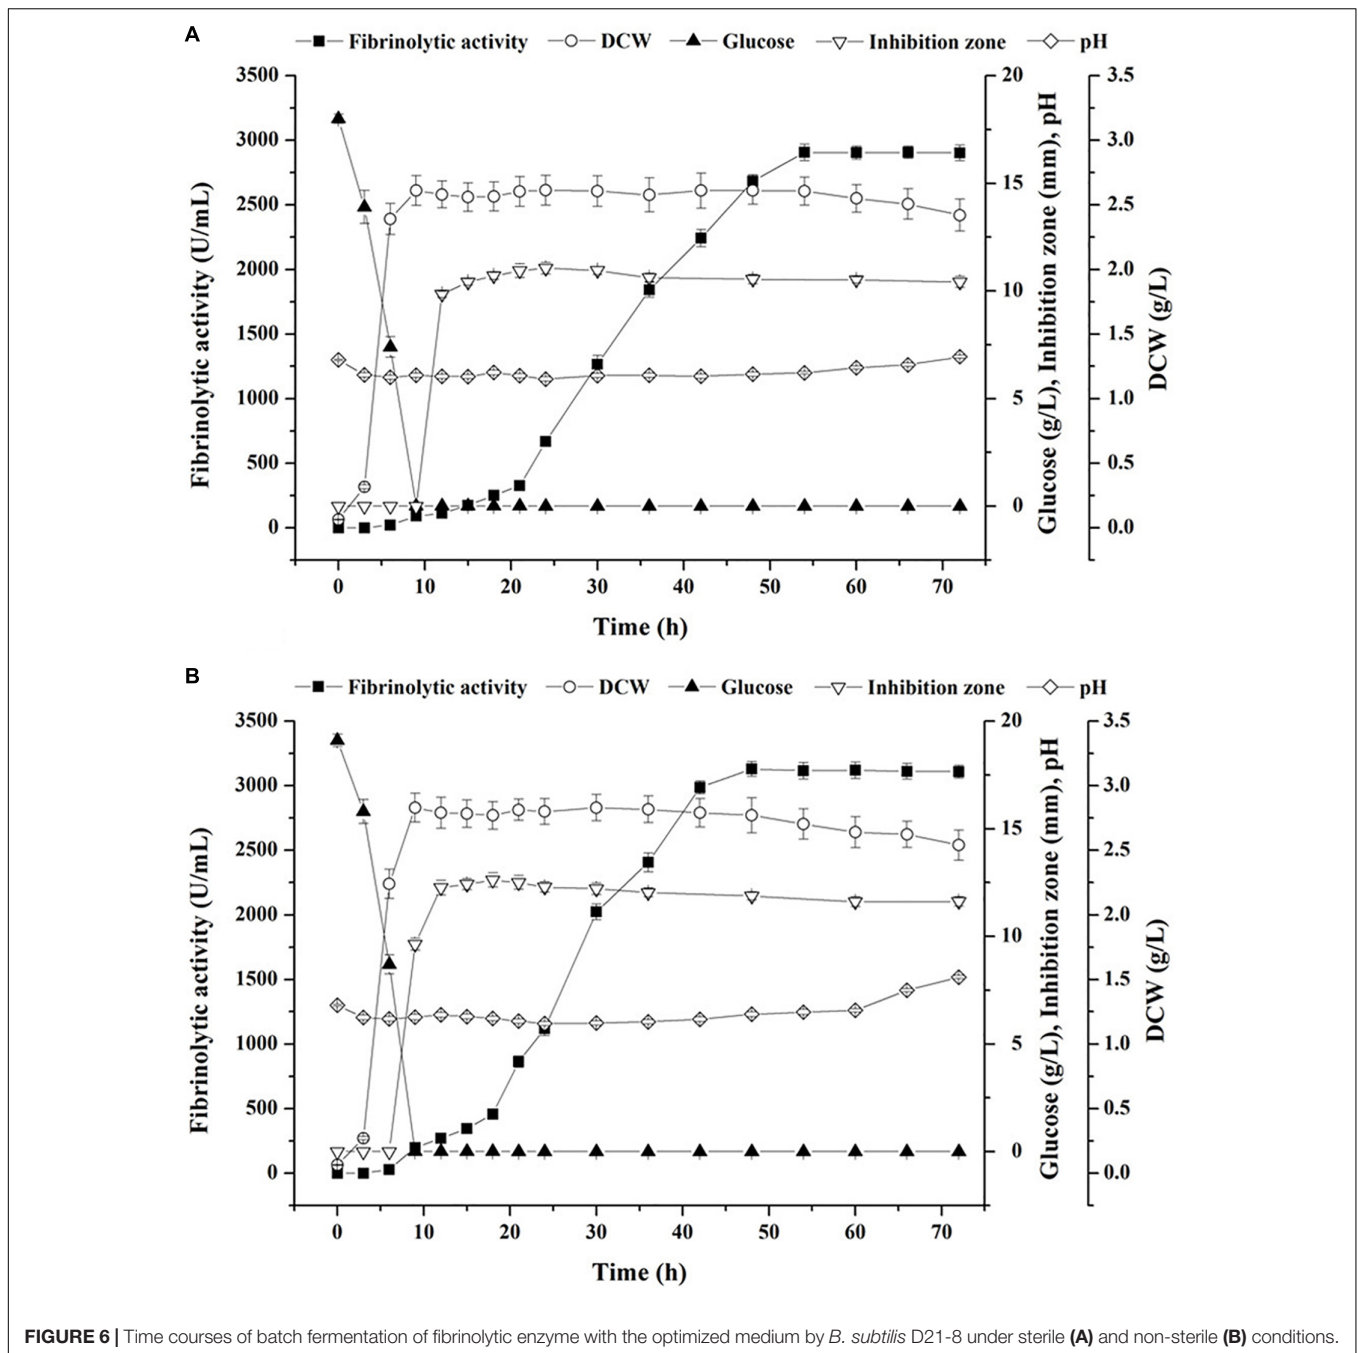 A
Fibrinolytic activity DCW Glucose Inhibition zone pH
3500
3000
2500
2000
1500
1000
500
0
Fibrinolytic activity (U/mL)
20
15
10
5
0
Glucose (g/L), Inhibition zone (mm), pH
3.5
3.0
2.5
2.0
1.5
1.0
0.5
0.0
DCW (g/L)
0 10 20 30 40 50 60 70
Time (h)
B
Fibrinolytic activity DCW Glucose Inhibition zone pH
3500
3000
2500
2000
1500
1000
500
0
Fibrinolytic activity (U/mL)
20
15
10
5
0
Glucose (g/L), Inhibition zone (mm), pH
3.5
3.0
2.5
2.0
1.5
1.0
0.5
0.0
DCW (g/L)
0 10 20 30 40 50 60 70
Time (h)
FIGURE 6 | Time courses of batch fermentation of fibrinolytic enzyme with the optimized medium by B. subtilis D21-8 under sterile (A) and non-sterile (B) conditions.